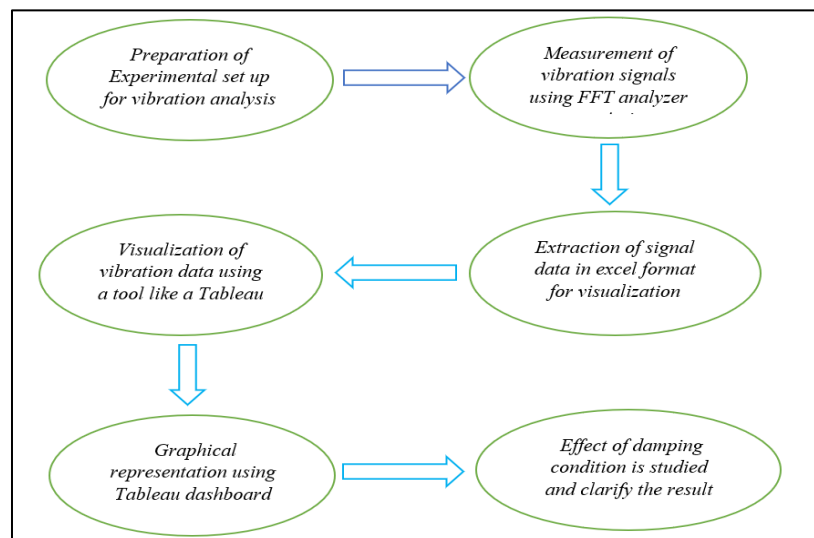 Preparation of
Experimental set up
for vibration analysis
Measurement of
vibration signals
using FFT analyzer
Extraction of signal
data in excel format
for visualization
Visualization of
vibration data using
a tool like a Tableau
Graphical
representation using
Tableau dashboard
Effect of damping
condition is studied
and clarify the result